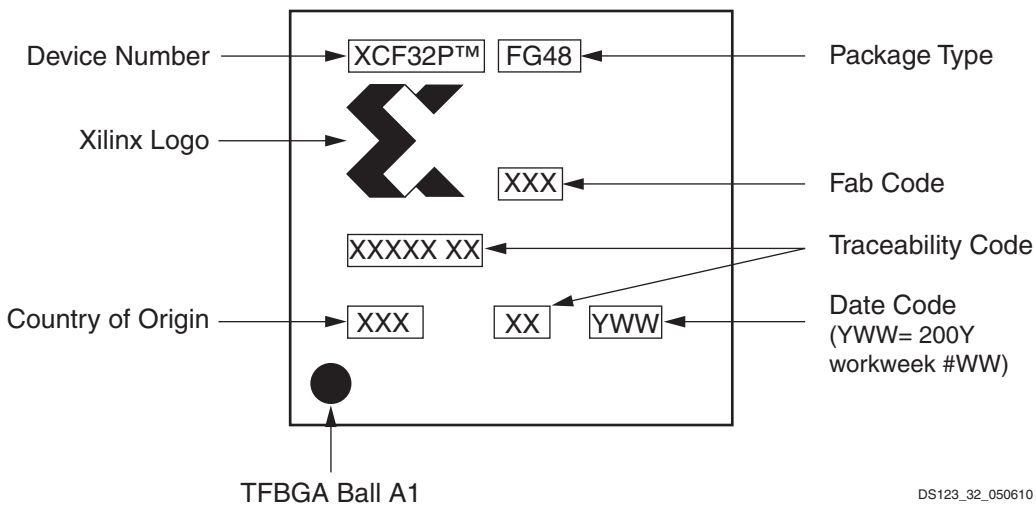 Device Number
XCF32P™
FG48
Package Type
Xilinx Logo
XXX
Fab Code
XXXXX XX
Traceability Code
Country of Origin
XXX
XX
YWW
Date Code
(YWW= 200Y
workweek #WW)
TFBGA Ball A1
DS123_32_050610